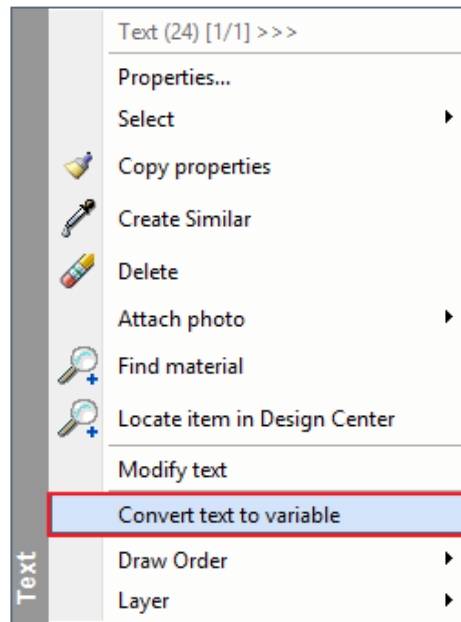 Text (24) [1/1] >>>
Properties...
Select
Copy properties
Create Similar
Delete
Attach photo
Find material
Locate item in Design Center
Modify text
Convert text to variable
Draw Order
Layer
Text